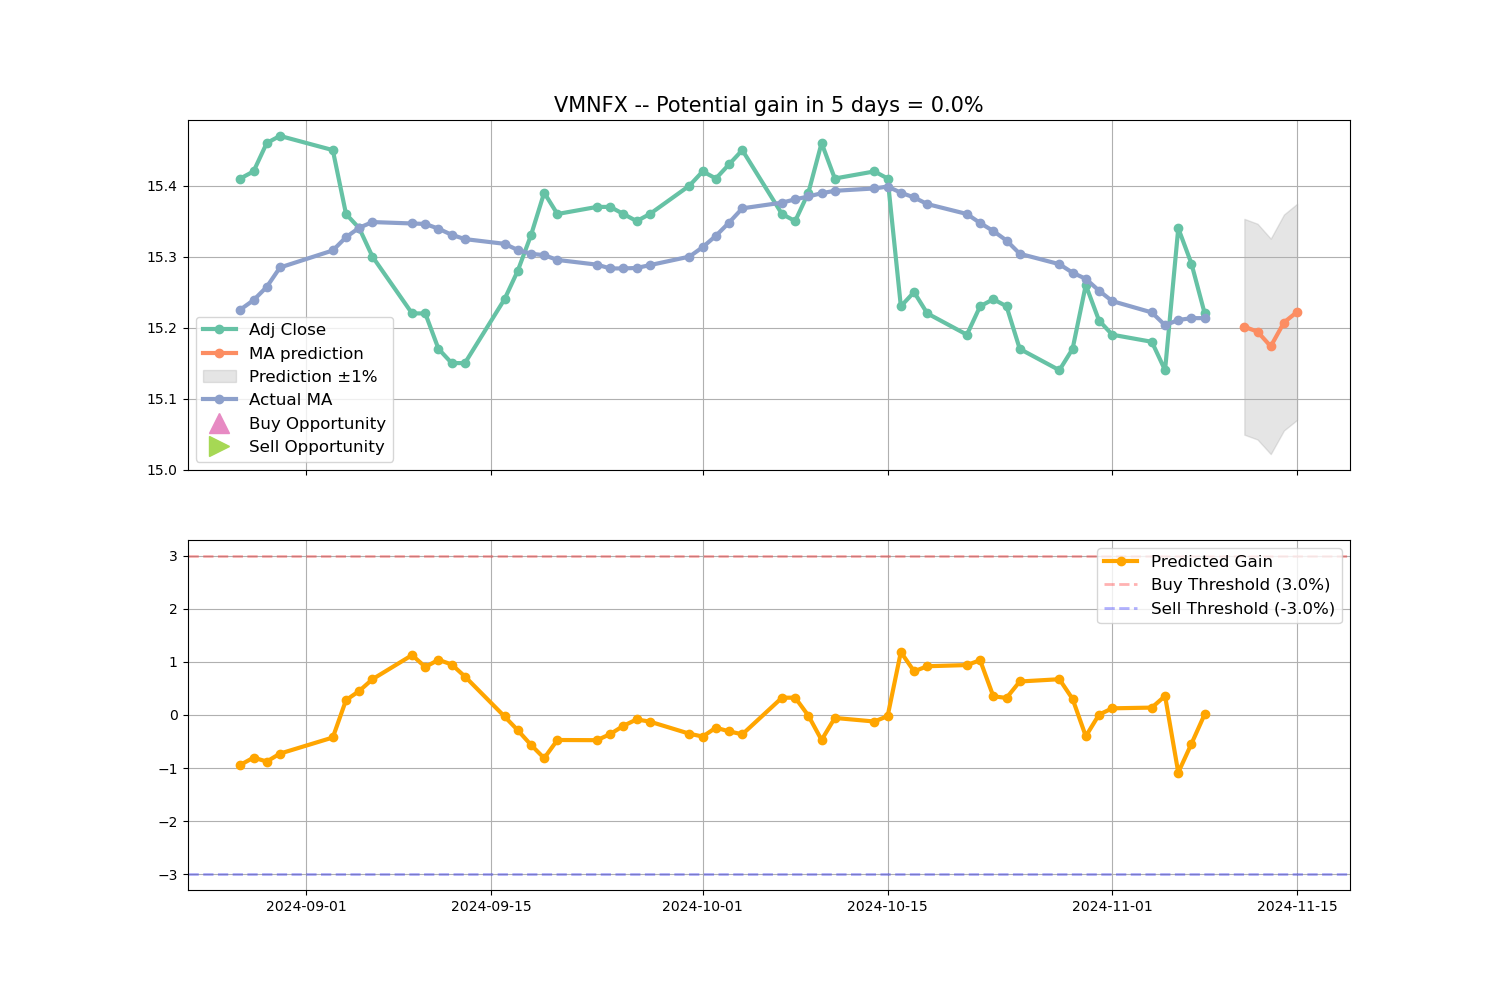 VMNFX -- Potential gain in 5 days = 0.0%
15.4
15.3
15.2
15.1
15.0
Adj Close
MA prediction
Prediction ±1%
Actual MA
Buy Opportunity
Sell Opportunity
3
2
1
0
−1
−2
−3
Predicted Gain
Buy Threshold (3.0%)
Sell Threshold (-3.0%)
2024-09-01
2024-09-15
2024-10-01
2024-10-15
2024-11-01
2024-11-15